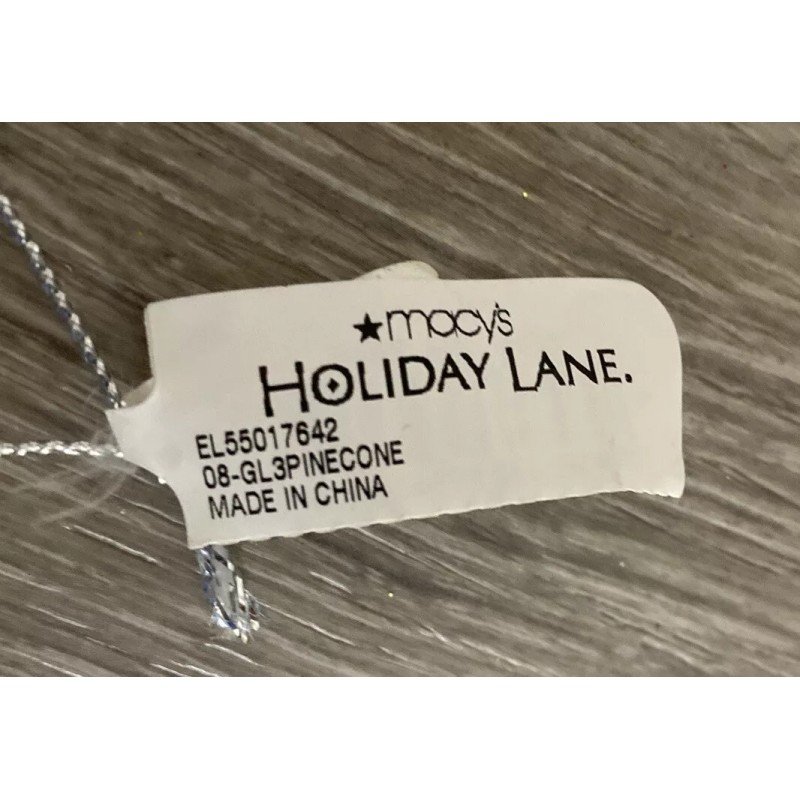 ★macy's
HOLIDAY LANE.
EL55017642
08-GL3PINECONE
MADE IN CHINA